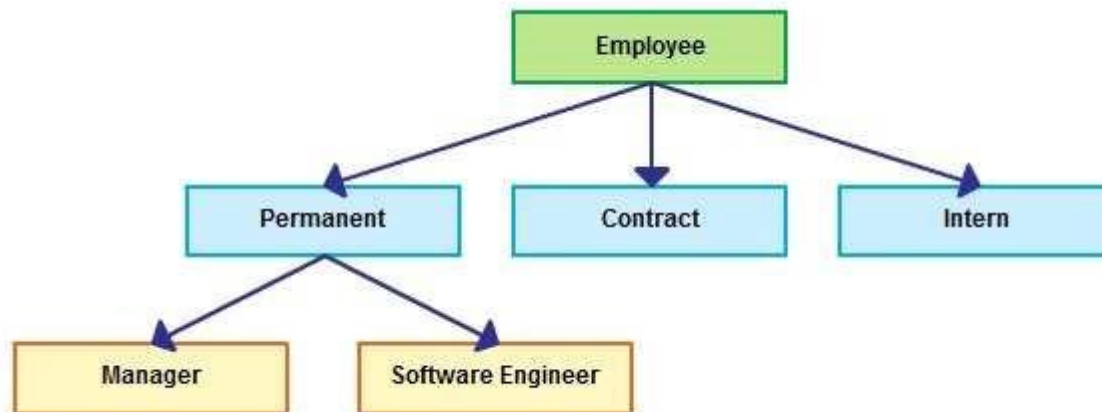 Employee
Permanent
Contract
Intern
Manager
Software Engineer